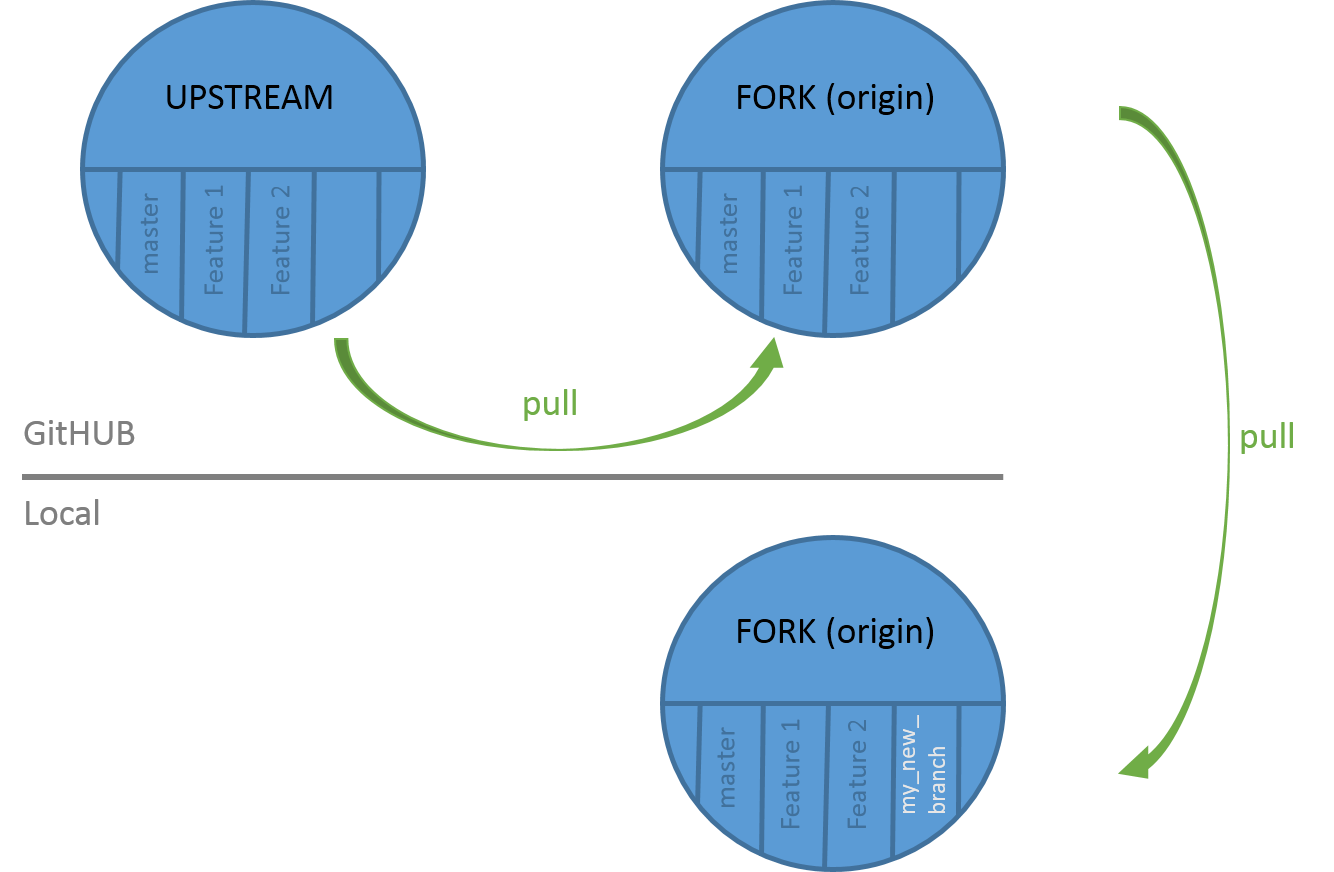 UPSTREAM
master
Feature 1
Feature 2
FORK (origin)
master
Feature 1
Feature 2
pull
GitHUB
pull
Local
FORK (origin)
master
Feature 1
Feature 2
my_new_
branch